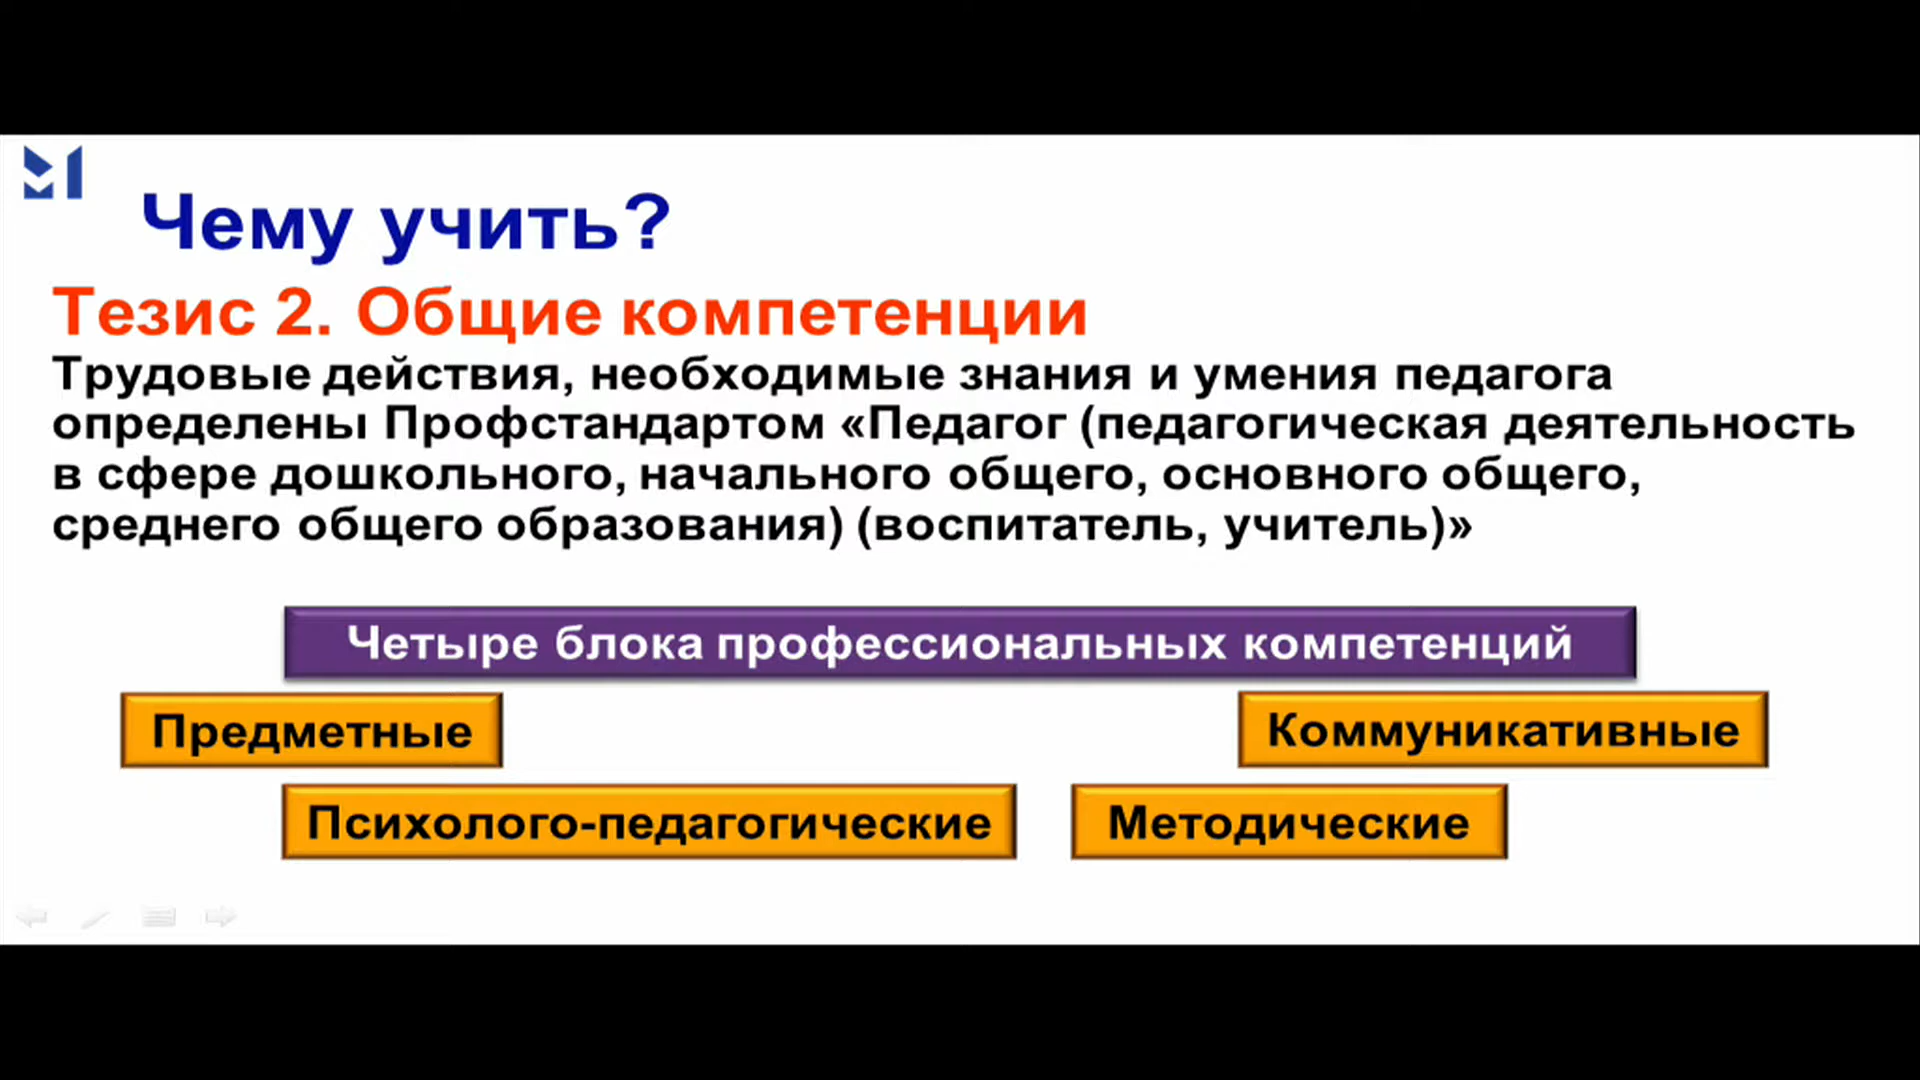 Чему учить?
Тезис 2. Общие компетенции
Трудовые действия, необходимые знания и умения педагога
определены Профстандартом «Педагог (педагогическая деятельность
в сфере дошкольного, начального общего, основного общего,
среднего общего образования) (воспитатель, учитель)»
Четыре блока профессиональных компетенций
Предметные
Коммуникативные
Психолого-педагогические
Методические